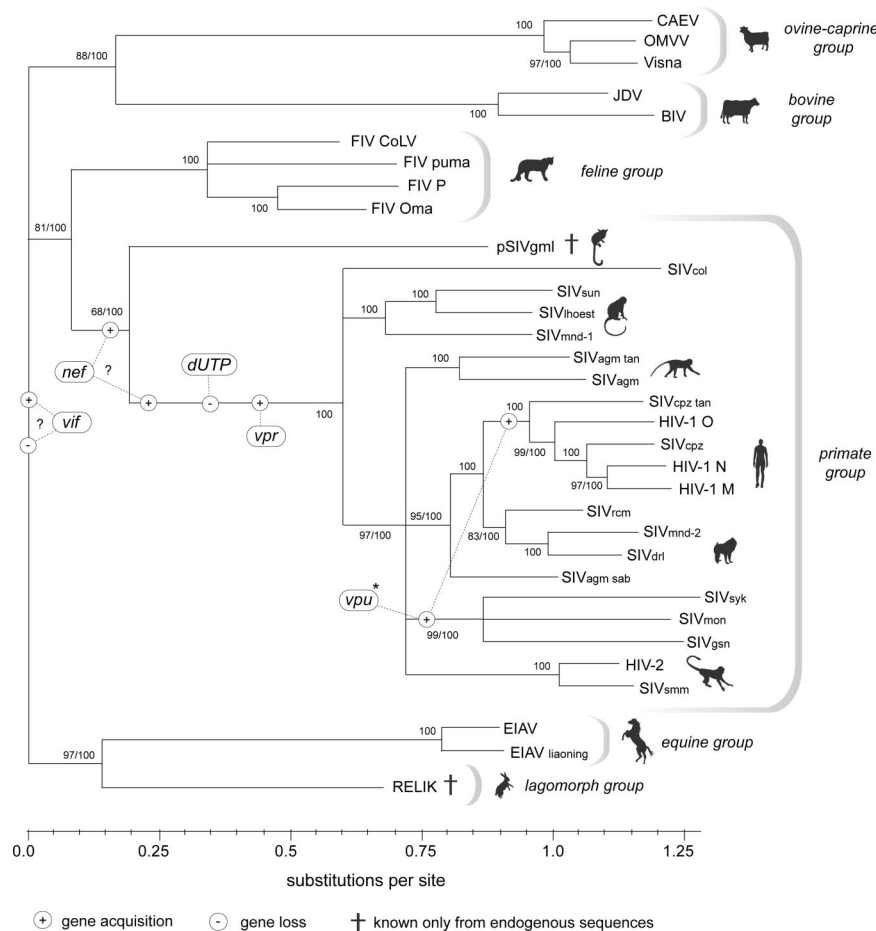 CAEV
OMVV
Visna
ovine-caprine
group
100
97/100
88/100
JDV
BIV
bovine
group
100
FIV CoLV
FIV puma
FIV P
FIV Oma
feline group
100
100
81/100
pSIVgml †
68/100
SIVcol
SIVsun
SIVlhoest
SIVmnd-1
100
100
nef
?
dUTP
vpr
+
+
-
+
100
vif
?
+
-
SIVagm tan
SIVagm
100
SIVcpz tan
HIV-1 O
SIVcpz
HIV-1 N
HIV-1 M
+
100
99/100
100
97/100
primate
group
100
95/100
97/100
SIVrcm
SIVmnd-2
SIVdrl
83/100
100
SIVagm sab
vpu*
+
99/100
SIVsyk
SIVmon
SIVgsn
HIV-2
SIVsmm
100
EIAV
EIAV liaoning
equine group
100
97/100
RELIK †
lagomorph group
0.0 0.25 0.5 0.75 1.0 1.25
substitutions per site
+ gene acquisition - gene loss † known only from endogenous sequences